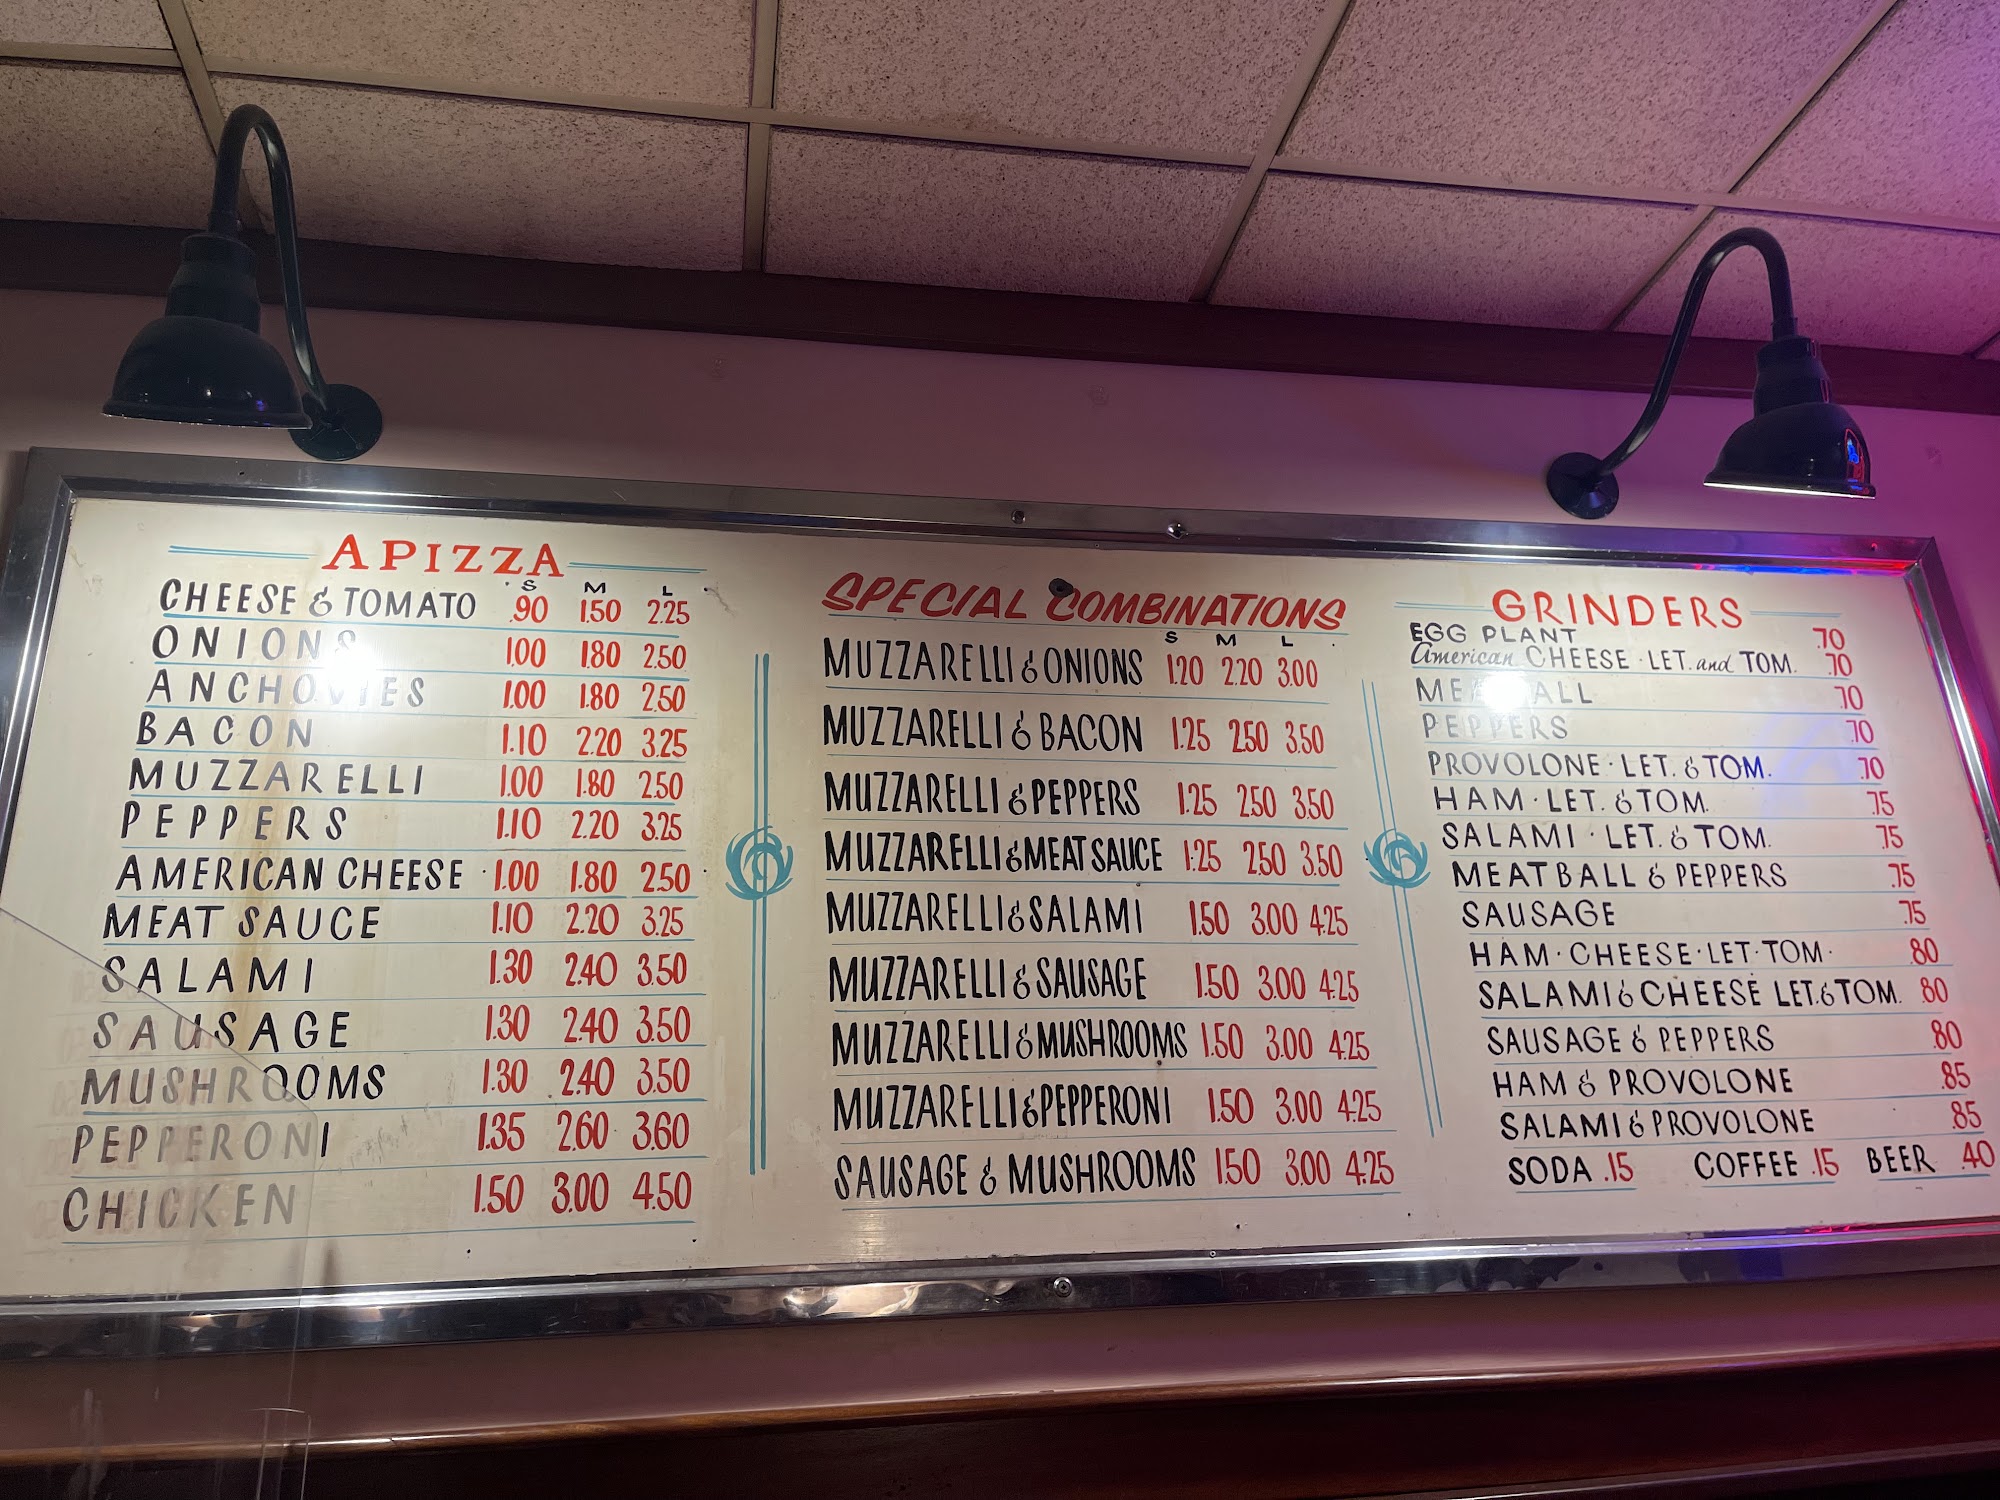 APIZZA
S M L
CHEESE & TOMATO .90 1.50 2.25
ONIONS 1.00 1.80 2.50
ANCHOVIES 1.00 1.80 2.50
BACON 1.10 2.20 3.25
MUZZARELLI 1.00 1.80 2.50
PEPPERS 1.10 2.20 3.25
AMERICAN CHEESE 1.00 1.80 2.50
MEAT SAUCE 1.10 2.20 3.25
SALAMI 1.30 2.40 3.50
SAUSAGE 1.30 2.40 3.50
MUSHROOMS 1.30 2.40 3.50
PEPPERONI 1.35 2.60 3.60
CHICKEN 1.50 3.00 4.50
SPECIAL COMBINATIONS
S M L
MUZZARELLI & ONIONS 1.20 2.20 3.00
MUZZARELLI & BACON 1.25 2.50 3.50
MUZZARELLI & PEPPERS 1.25 2.50 3.50
MUZZARELLI & MEAT SAUCE 1.25 2.50 3.50
MUZZARELLI & SALAMI 1.50 3.00 4.25
MUZZARELLI & SAUSAGE 1.50 3.00 4.25
MUZZARELLI & MUSHROOMS 1.50 3.00 4.25
MUZZARELLI & PEPPERONI 1.50 3.00 4.25
SAUSAGE & MUSHROOMS 1.50 3.00 4.25
GRINDERS
EGG PLANT .70
American CHEESE · LET. and TOM. .70
MEATBALL .70
PEPPERS .70
PROVOLONE · LET. & TOM. .70
HAM · LET. & TOM. .75
SALAMI · LET. & TOM. .75
MEATBALL & PEPPERS .75
SAUSAGE .75
HAM · CHEESE · LET · TOM · .80
SALAMI & CHEESE LET. & TOM. .80
SAUSAGE & PEPPERS .80
HAM & PROVOLONE .85
SALAMI & PROVOLONE .85
SODA .15 COFFEE .15 BEER .40